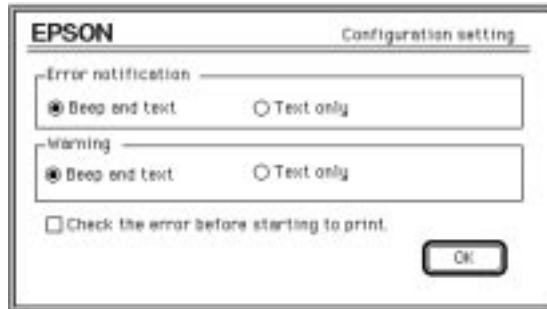 EPSON
Configuration setting
Error notification
Beep and text
Text only
Warning
Beep and text
Text only
Check the error before starting to print.
OK